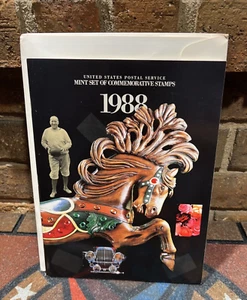 UNITED STATES POSTAL SERVICE
MINT SET OF COMMEMORATIVE STAMPS
1988